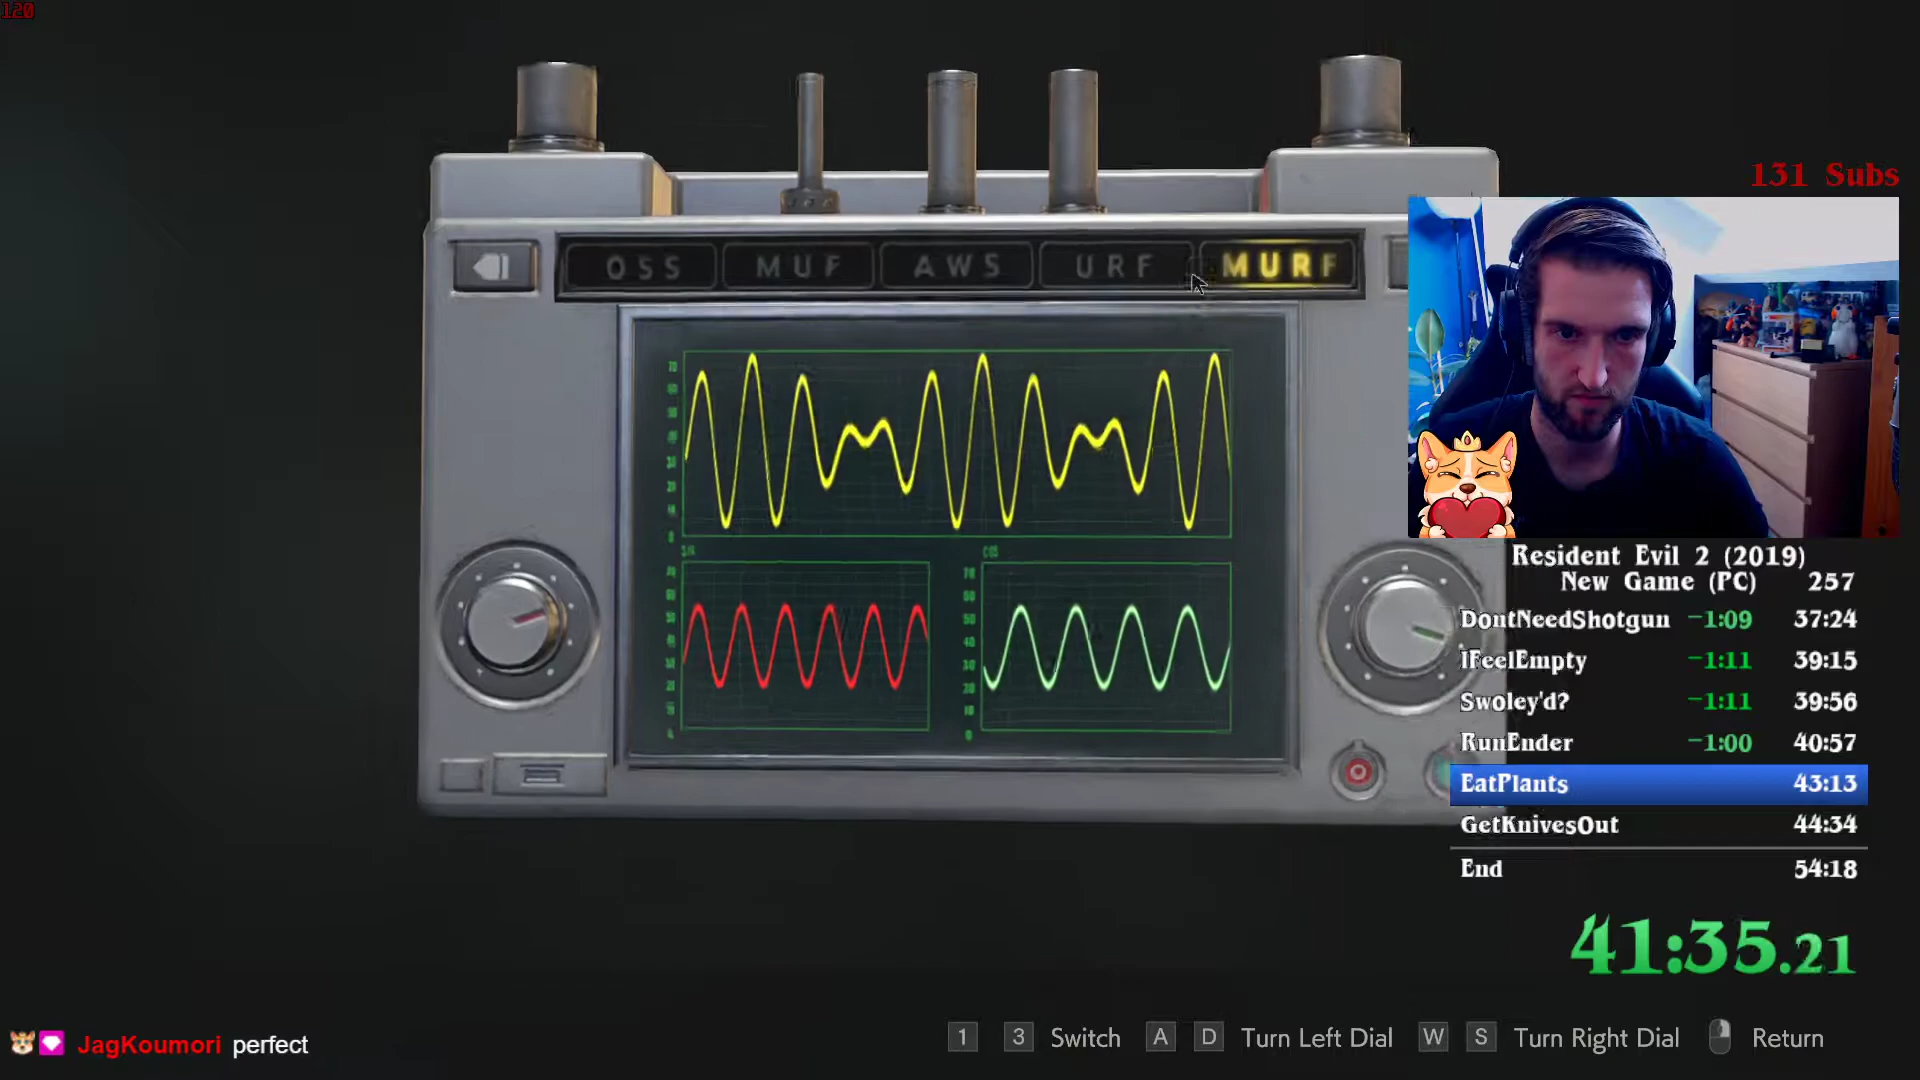 120
131 Subs
OSS MUF AWS URF MURF
SIN
COS
Resident Evil 2 (2019)
New Game (PC) 257
DontNeedShotgun -1:09 37:24
IFeelEmpty -1:11 39:15
Swoley'd? -1:11 39:56
RunEnder -1:00 40:57
EatPlants 43:13
GetKnivesOut 44:34
End 54:18
41:35.21
JagKoumori perfect
1 3 Switch A D Turn Left Dial W S Turn Right Dial Return